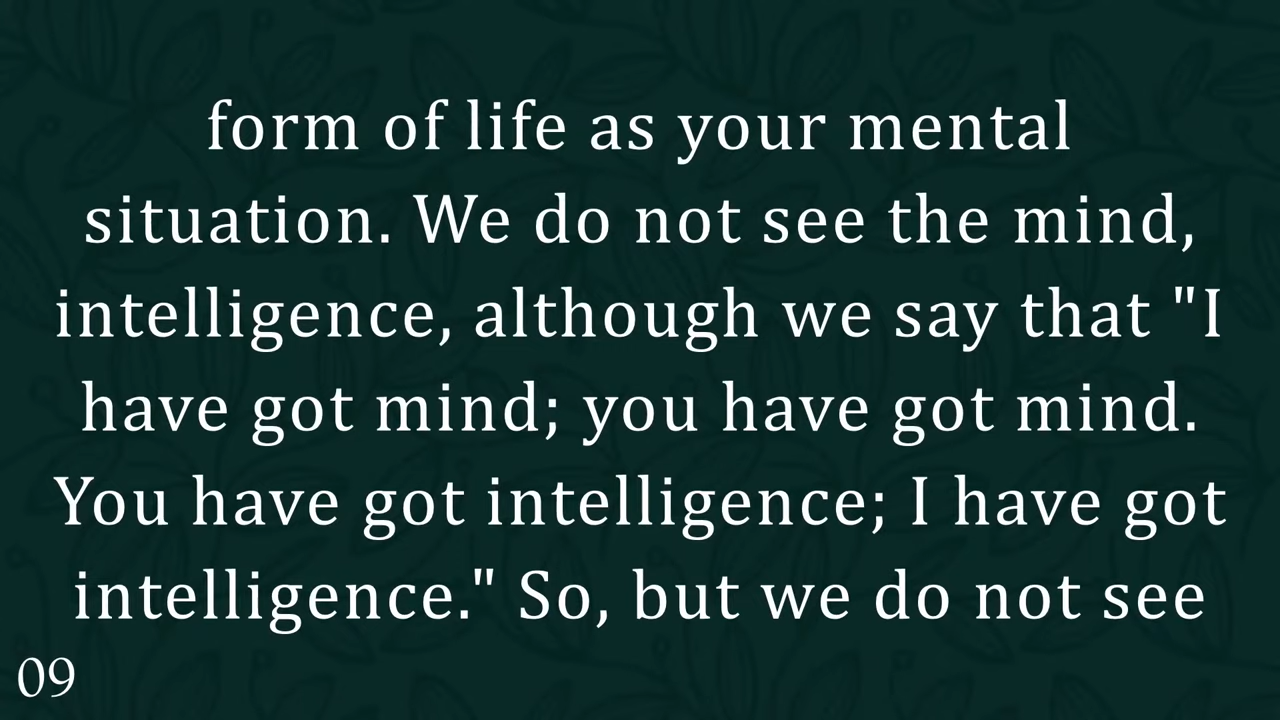 form of life as your mental
situation. We do not see the mind,
intelligence, although we say that "I
have got mind; you have got mind.
You have got intelligence; I have got
intelligence." So, but we do not see
09